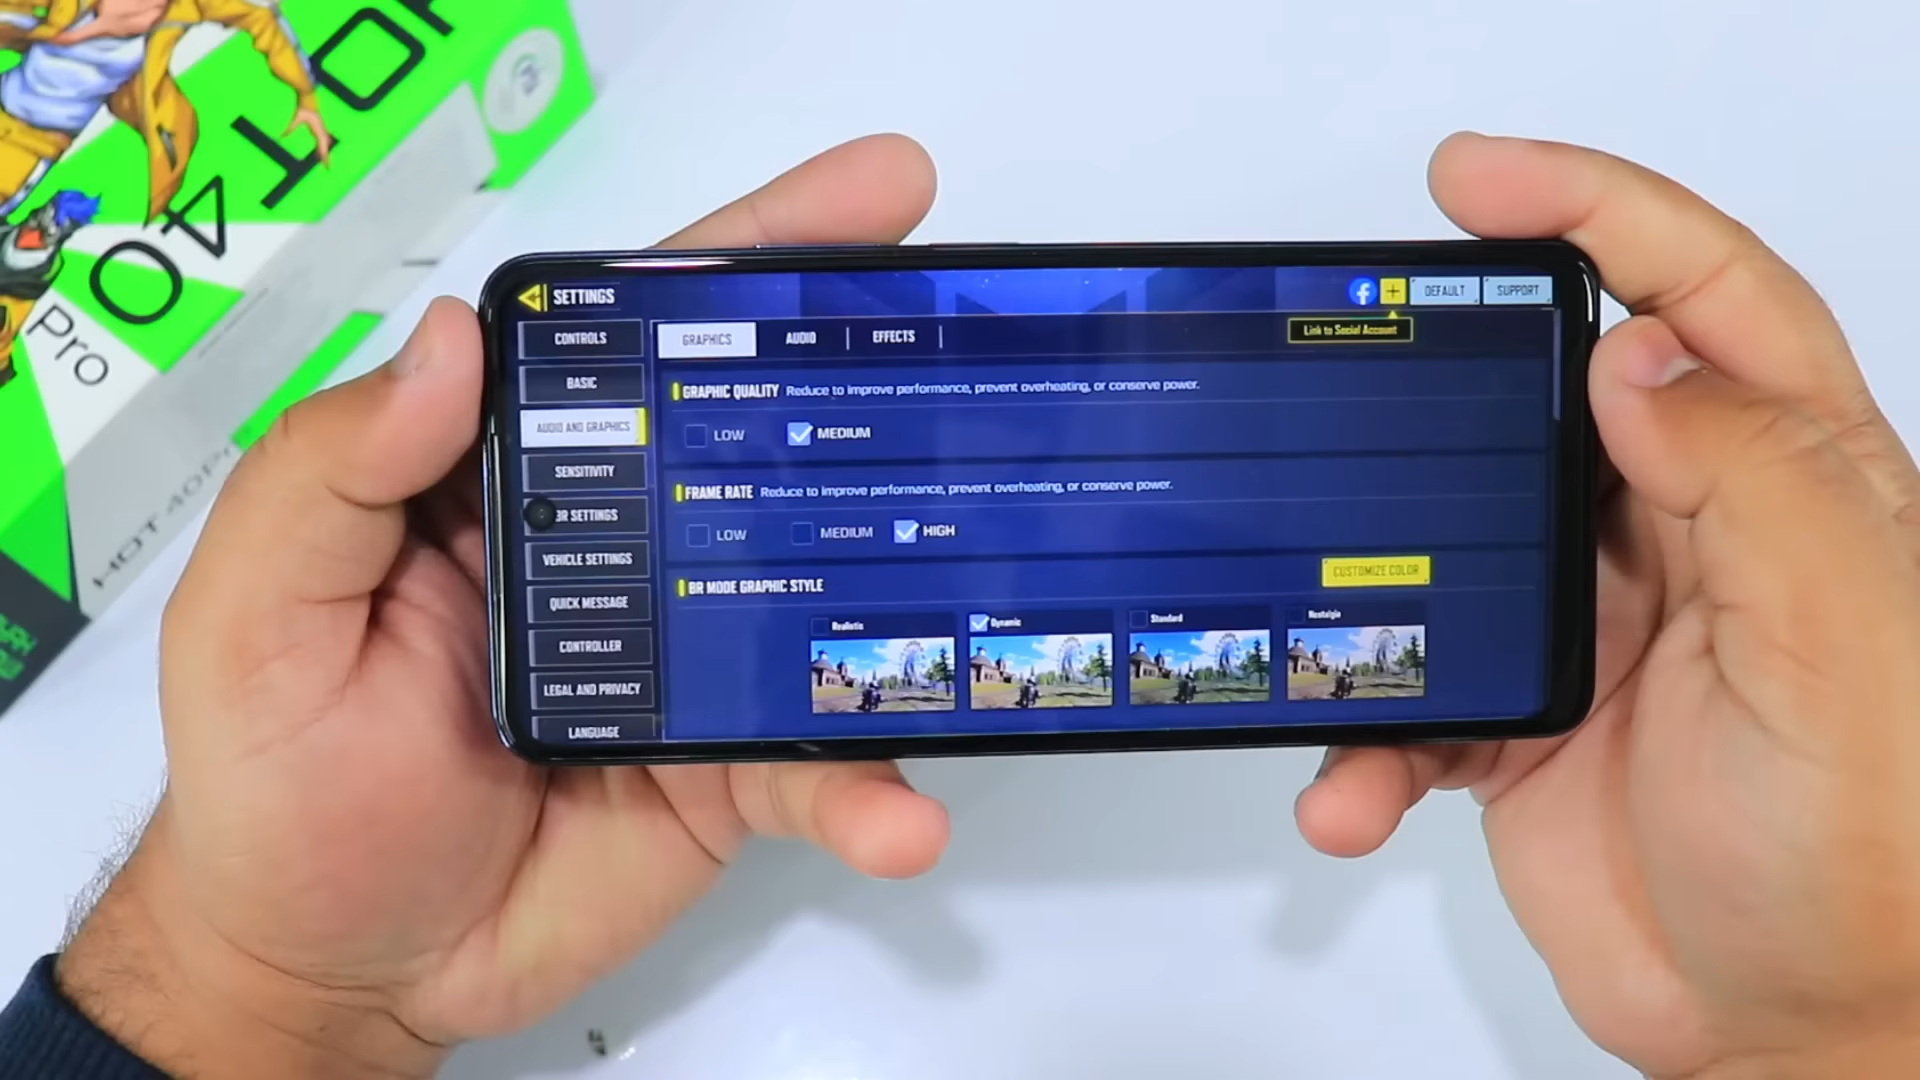 HOT 40
Pro
HOT 40 Pro
SETTINGS
DEFAULT
SUPPORT
Link to Social Account
CONTROLS
BASIC
AUDIO AND GRAPHICS
SENSITIVITY
BR SETTINGS
VEHICLE SETTINGS
QUICK MESSAGE
CONTROLLER
LEGAL AND PRIVACY
LANGUAGE
GRAPHICS
AUDIO
EFFECTS
GRAPHIC QUALITY Reduce to improve performance, prevent overheating, or conserve power.
LOW
MEDIUM
FRAME RATE Reduce to improve performance, prevent overheating, or conserve power.
LOW
MEDIUM
HIGH
BR MODE GRAPHIC STYLE
CUSTOMIZE COLOR
Realistic
Dynamic
Standard
Nostalgia